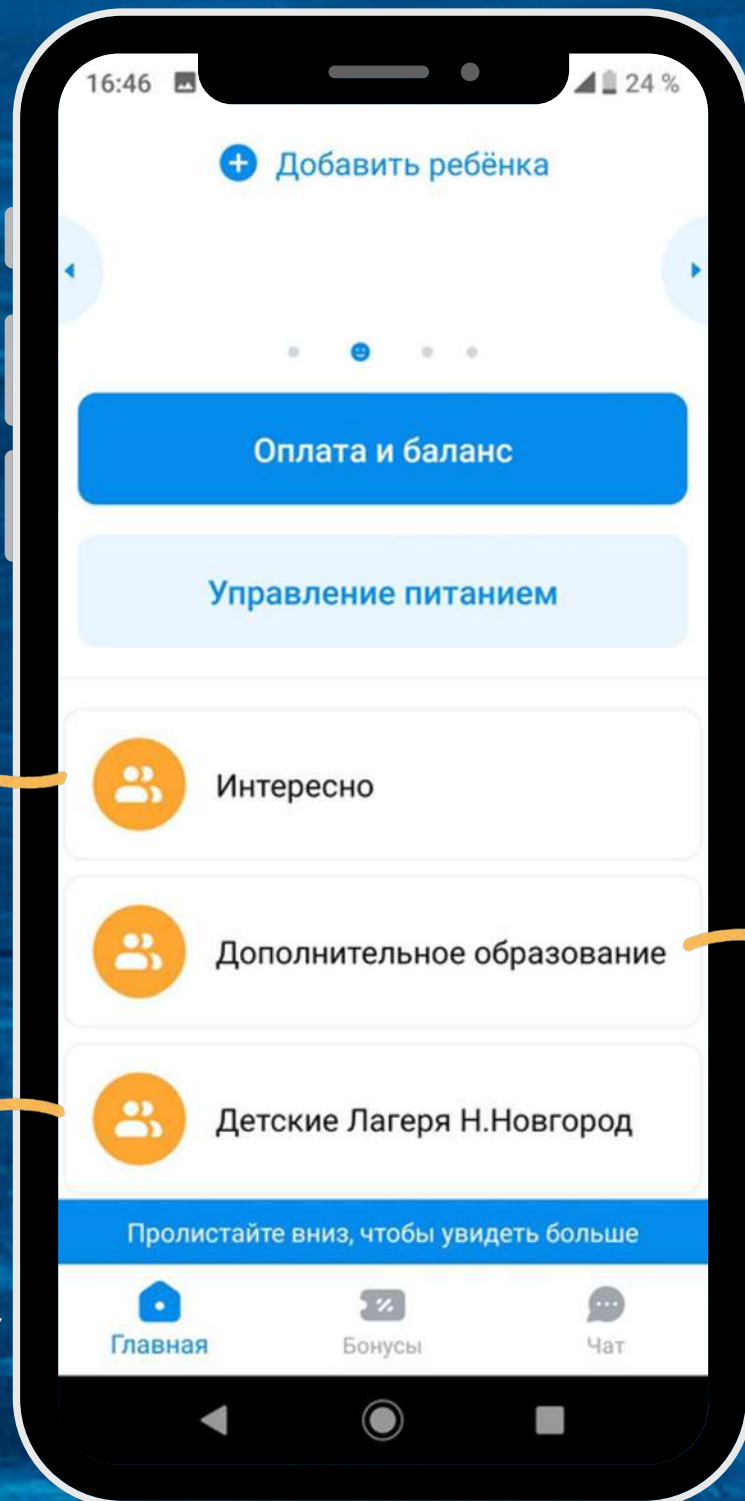 16:46
24 %
Добавить ребёнка
Оплата и баланс
Управление питанием
Интересно
Дополнительное образование
Детские Лагеря Н.Новгород
Пролистайте вниз, чтобы увидеть больше
Главная
Бонусы
Чат